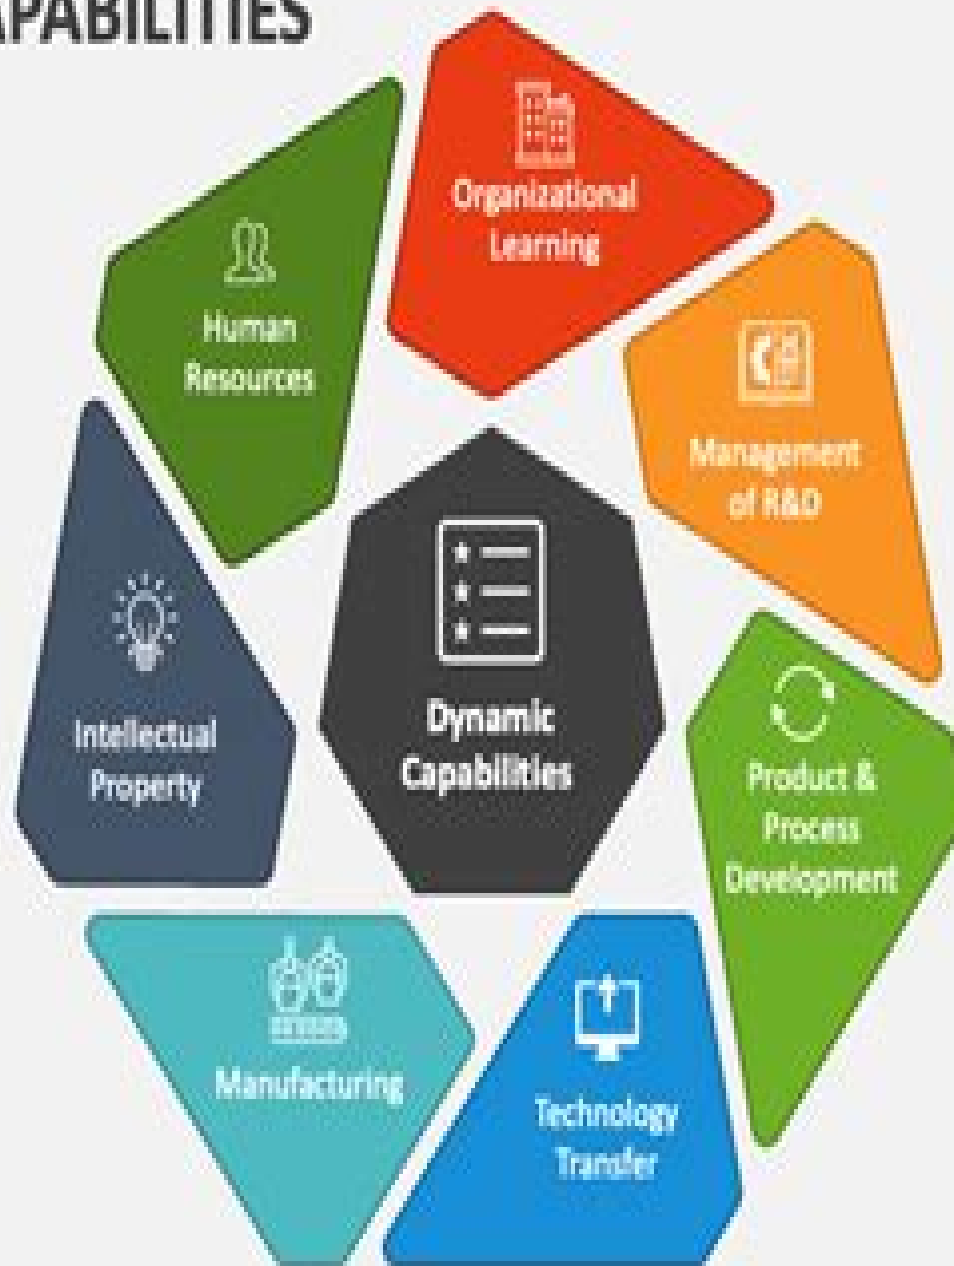 APABILITIES
Organizational
Learning
Human
Resources
Management
of R&D
Dynamic
Capabilities
Intellectual
Property
Product &
Process
Development
Manufacturing
Technology
Transfer